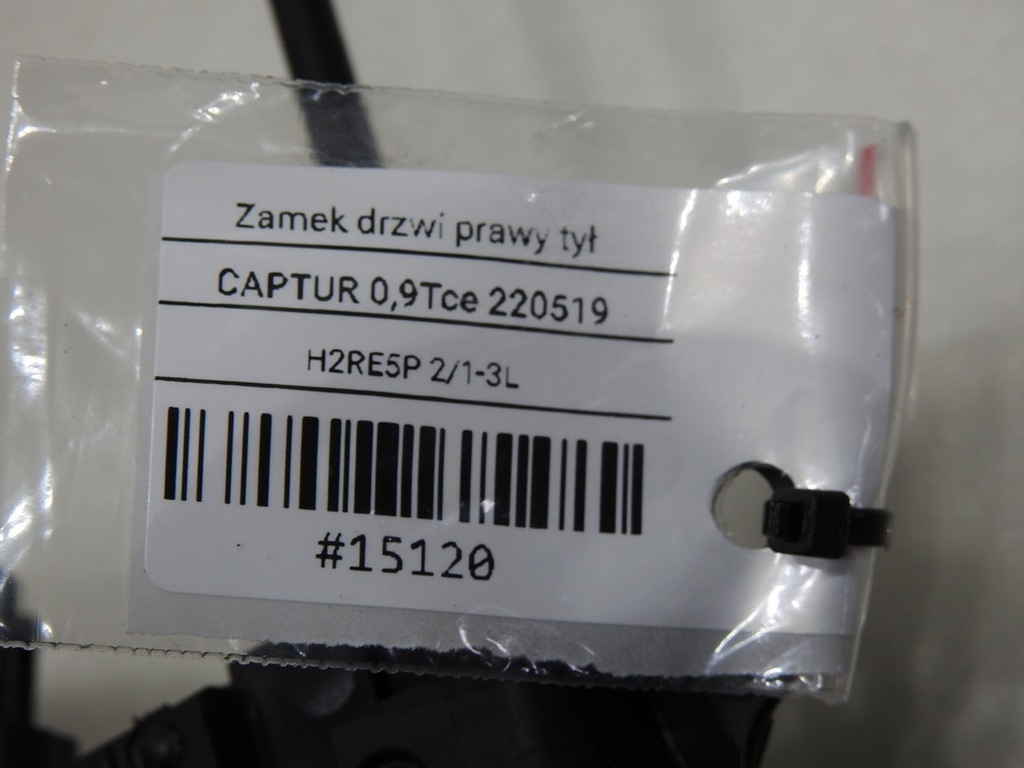 Zamek drzwi prawy tył
CAPTUR 0,9Tce 220519
H2RE5P 2/1-3L
#15120